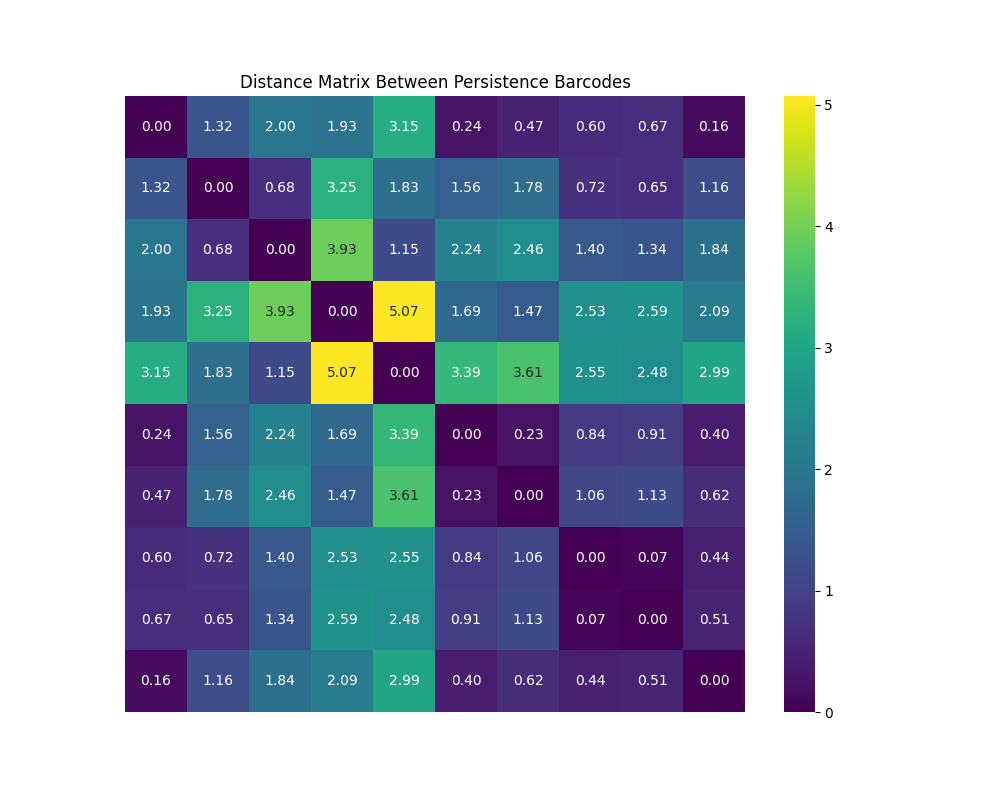 Distance Matrix Between Persistence Barcodes
0.00 1.32 2.00 1.93 3.15 0.24 0.47 0.60 0.67 0.16
1.32 0.00 0.68 3.25 1.83 1.56 1.78 0.72 0.65 1.16
2.00 0.68 0.00 3.93 1.15 2.24 2.46 1.40 1.34 1.84
1.93 3.25 3.93 0.00 5.07 1.69 1.47 2.53 2.59 2.09
3.15 1.83 1.15 5.07 0.00 3.39 3.61 2.55 2.48 2.99
0.24 1.56 2.24 1.69 3.39 0.00 0.23 0.84 0.91 0.40
0.47 1.78 2.46 1.47 3.61 0.23 0.00 1.06 1.13 0.62
0.60 0.72 1.40 2.53 2.55 0.84 1.06 0.00 0.07 0.44
0.67 0.65 1.34 2.59 2.48 0.91 1.13 0.07 0.00 0.51
0.16 1.16 1.84 2.09 2.99 0.40 0.62 0.44 0.51 0.00
5
4
3
2
1
0